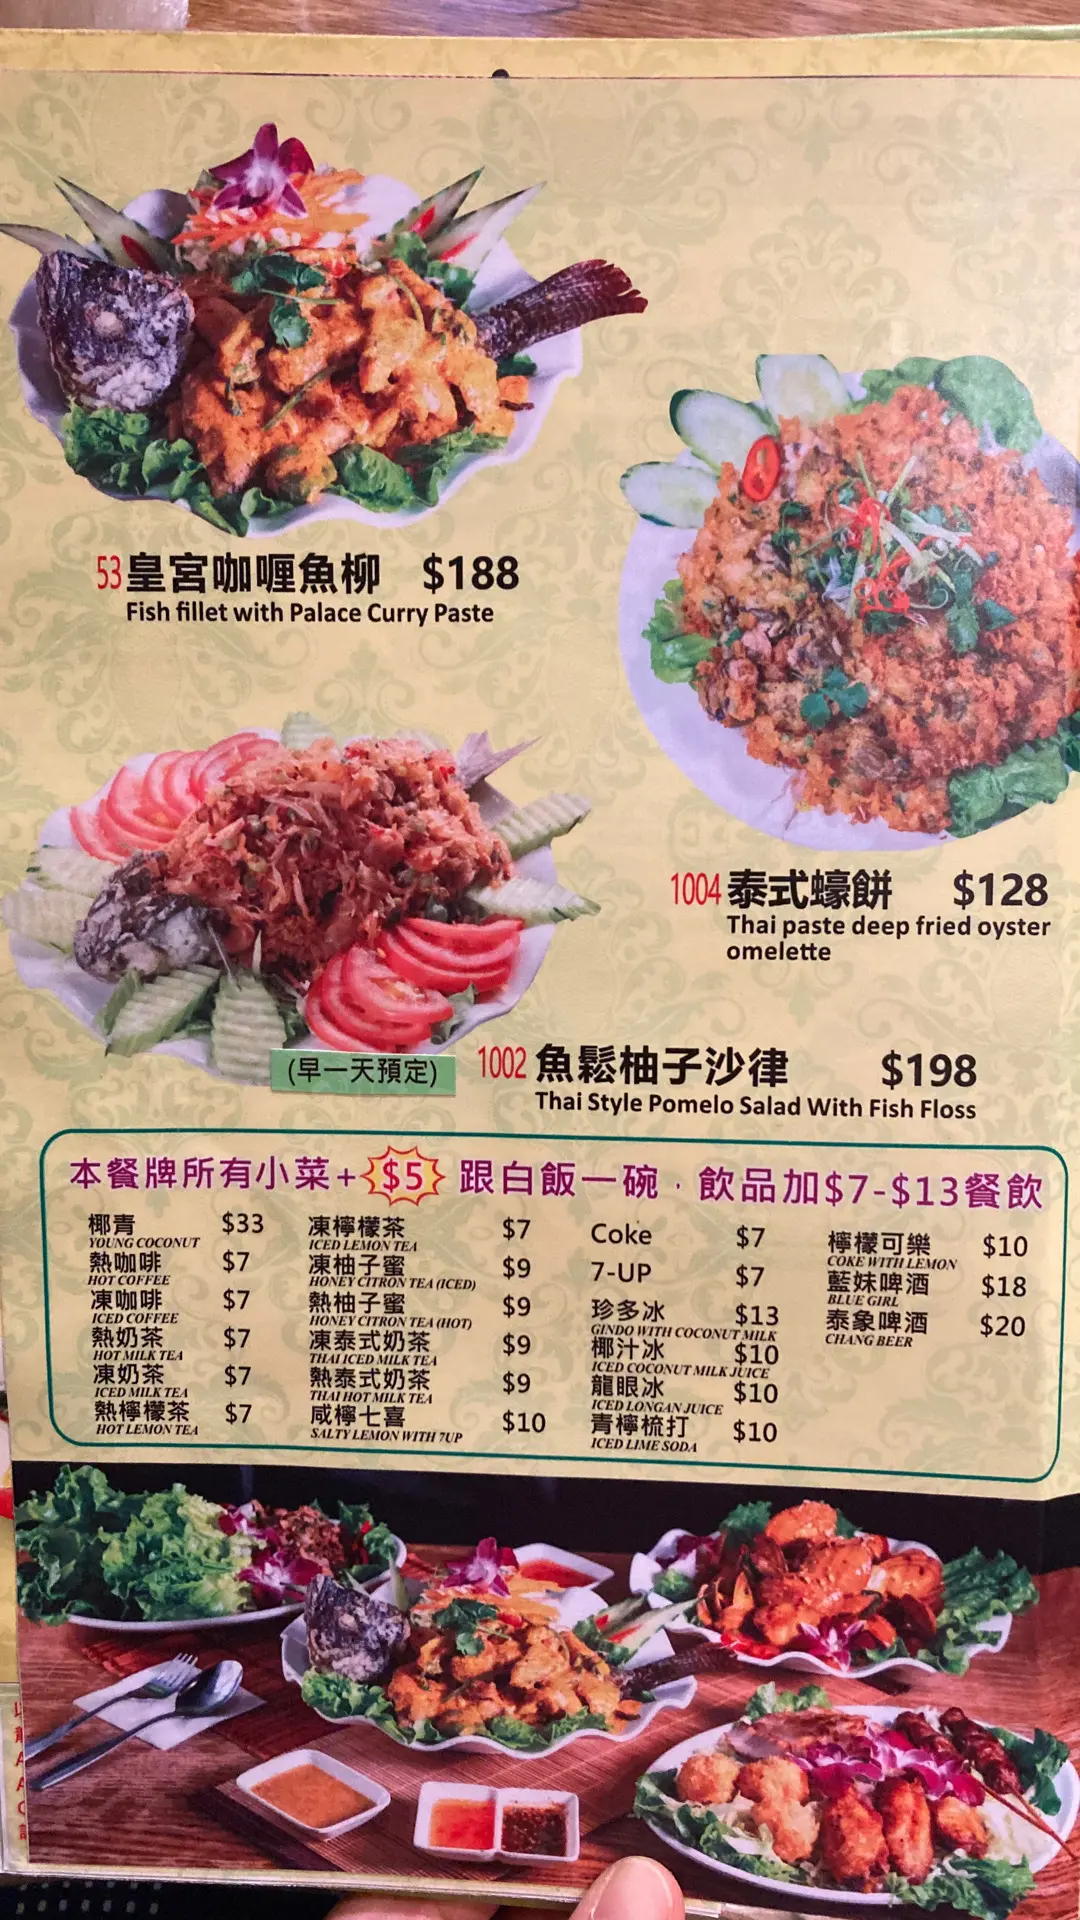 53 皇宮咖喱魚柳 $188
Fish fillet with Palace Curry Paste
1004 泰式蠔餅 $128
Thai paste deep fried oyster
omelette
(早一天預定)
1002 魚鬆柚子沙律 $198
Thai Style Pomelo Salad With Fish Floss
本餐牌所有小菜+$5跟白飯一碗，飲品加$7-$13餐飲
椰青 $33
YOUNG COCONUT
熱咖啡 $7
HOT COFFEE
凍咖啡 $7
ICED COFFEE
熱奶茶 $7
HOT MILK TEA
凍奶茶 $7
ICED MILK TEA
熱檸檬茶 $7
HOT LEMON TEA
凍檸檬茶 $7
ICED LEMON TEA
凍柚子蜜 $9
HONEY CITRON TEA (ICED)
熱柚子蜜 $9
HONEY CITRON TEA (HOT)
凍泰式奶茶 $9
THAI ICED MILK TEA
熱泰式奶茶 $9
THAI HOT MILK TEA
咸檸七喜 $10
SALTY LEMON WITH 7UP
Coke $7
7-UP $7
珍多冰 $13
GINDO WITH COCONUT MILK
椰汁冰 $10
ICED COCONUT MILK JUICE
龍眼冰 $10
ICED LONGAN JUICE
青檸梳打 $10
ICED LIME SODA
檸檬可樂 $10
COKE WITH LEMON
藍妹啤酒 $18
BLUE GIRL
泰象啤酒 $20
CHANG BEER